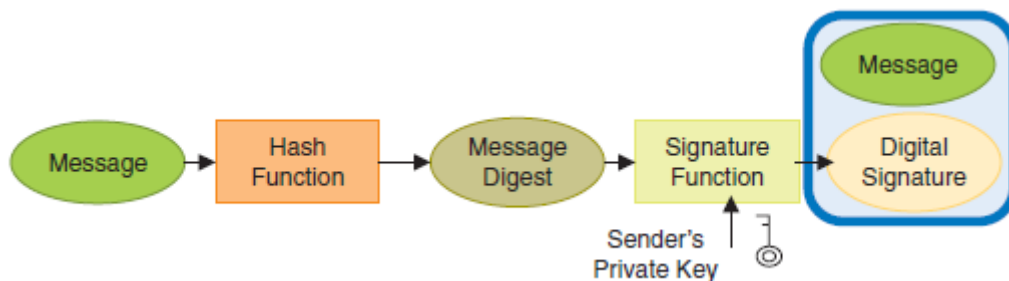 Message
Hash
Function
Message
Digest
Signature
Function
Sender's
Private Key
Message
Digital
Signature